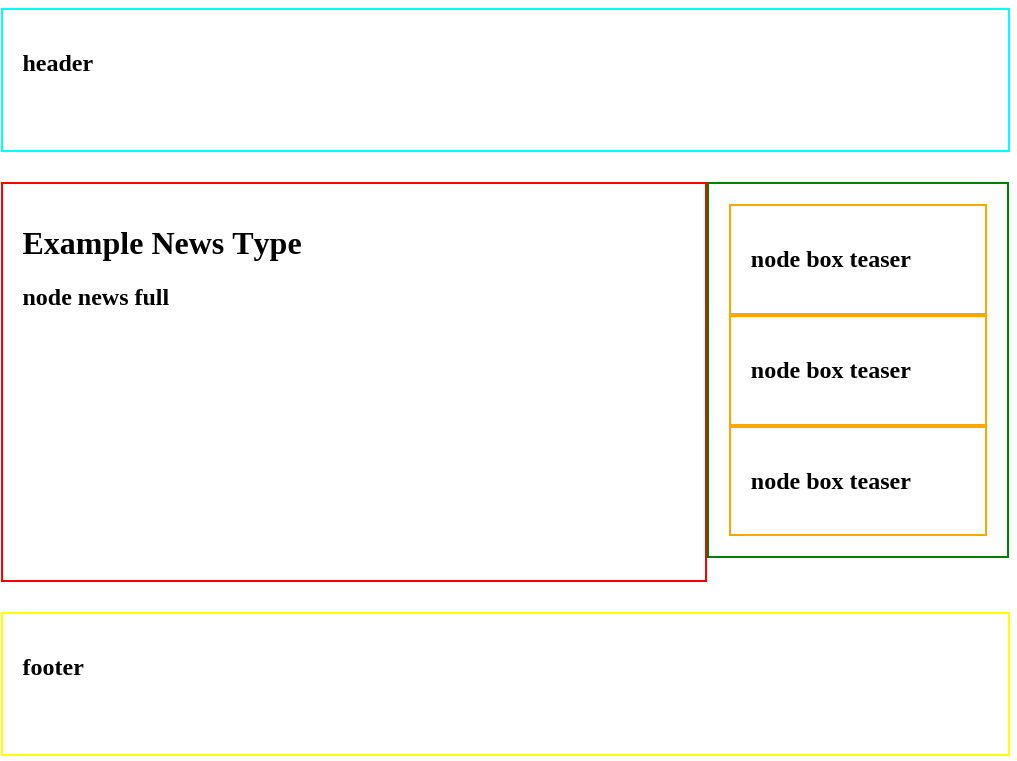 header
Example News Type
node news full
node box teaser
node box teaser
node box teaser
footer